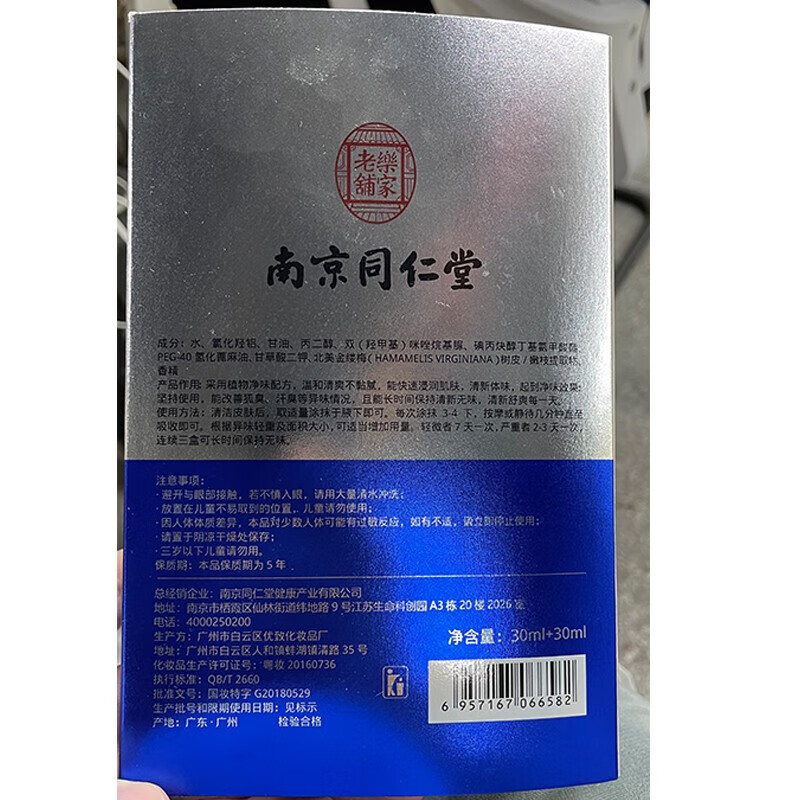 老樂
舖家
南京同仁堂
成分：水、氯化羟铝、甘油、丙二醇、双（羟甲基）咪唑烷基脲、碘丙炔醇丁基氨甲酸酯
PEG-40 氢化蓖麻油、甘草酸二钾、北美金缕梅（HAMAMELIS VIRGINIANA）树皮/嫩枝提取物、
香精
产品作用：采用植物净味配方，温和清爽不黏腻，能快速浸润肌肤，清新体味，起到净味效果；
坚持使用，能改善狐臭、汗臭等异味情况，且能长时间保持清新无味，清新舒爽每一天。
使用方法：清洁皮肤后，取适量涂抹于腋下即可。每次涂抹 3-4 下，按摩或静待几分钟直至
吸收即可。根据异味轻重及面积大小，可适当增加用量。轻微者 7 天一次，严重者 2-3 天一次，
连续三盒可长时间保持无味。
注意事项：
·避开与眼部接触，若不慎入眼，请用大量清水冲洗；
·放置在儿童不易取到的位置，儿童请勿使用；
·因人体体质差异，本品对少数人体可能有过敏反应，如有不适，请立即停止使用；
·请置于阴凉干燥处保存；
·三岁以下儿童请勿用。
保质期：本品保质期为 5 年
总经销企业：南京同仁堂健康产业有限公司
地址：南京市栖霞区仙林街道纬地路 9 号江苏生命科创园 A3 栋 20 楼 2026 室
电话：4000250200
生产方：广州市白云区优致化妆品厂
地址：广州市白云区人和镇蚌湖镇清路 35 号
化妆品生产许可证号：粤妆 20160736
执行标准：QB/T 2660
批准文号：国妆特字 G20180529
生产批号和限期使用日期：见标示
产地：广东·广州 检验合格
净含量：30ml+30ml
6 957167 066582